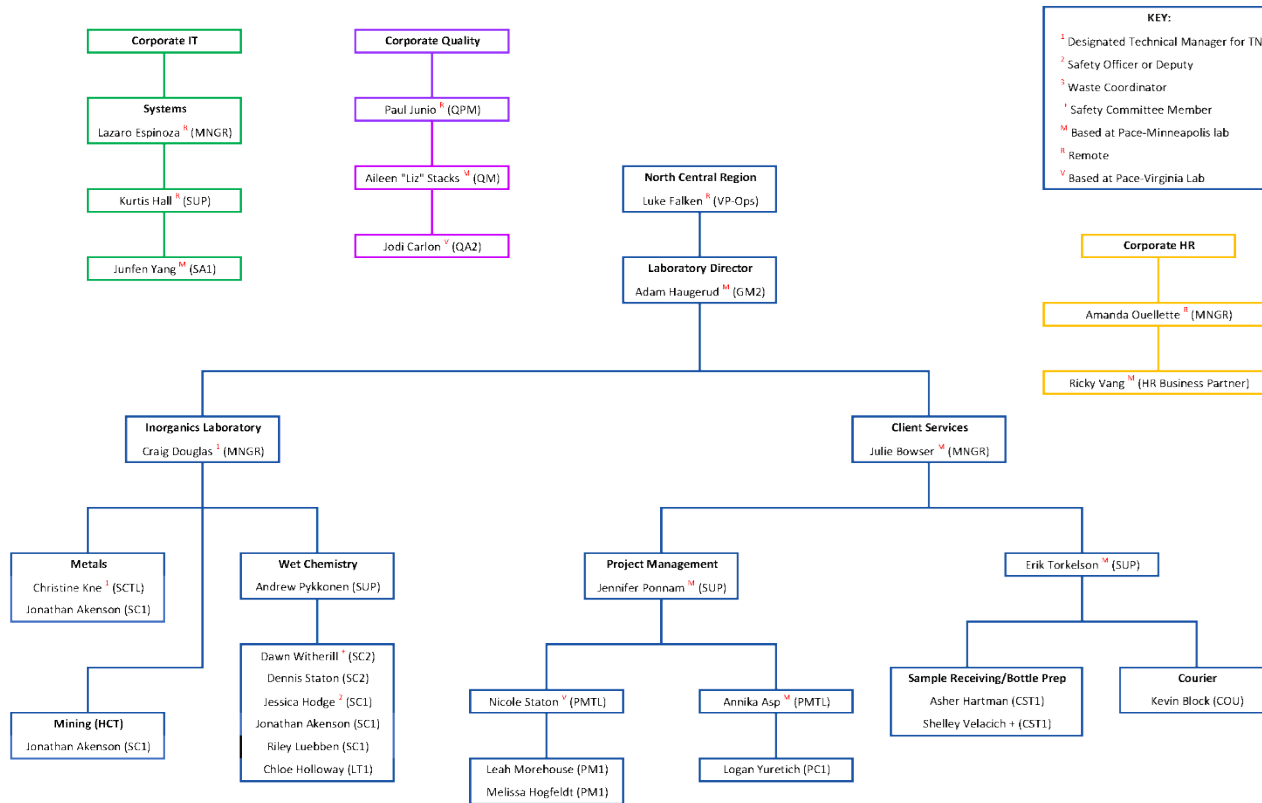 Corporate IT
Systems
Lazaro Espinoza R (MNGR)
Kurtis Hall R (SUP)
Junfen Yang M (SA1)
Corporate Quality
Paul Junio R (QPM)
Aileen "Liz" Stacks M (QM)
Jodi Carlon V (QA2)
North Central Region
Luke Falken R (VP-Ops)
Laboratory Director
Adam Haugerud M (GM2)
KEY:
1 Designated Technical Manager for TN
2 Safety Officer or Deputy
3 Waste Coordinator
Safety Committee Member
M Based at Pace-Minneapolis lab
R Remote
V Based at Pace-Virginia Lab
Corporate HR
Amanda Ouellette R (MNGR)
Ricky Vang M (HR Business Partner)
Inorganics Laboratory
Craig Douglas 1 (MNGR)
Client Services
Julie Bowser M (MNGR)
Metals
Christine Kne 1 (SCTL)
Jonathan Akenson (SC1)
Wet Chemistry
Andrew Pykkonen (SUP)
Project Management
Jennifer Ponnam M (SUP)
Erik Torkelson M (SUP)
Mining (HCT)
Jonathan Akenson (SC1)
Dawn Witherill + (SC2)
Dennis Staton (SC2)
Jessica Hodge 2 (SC1)
Jonathan Akenson (SC1)
Riley Luebben (SC1)
Chloe Holloway (LT1)
Nicole Staton V (PMTL)
Annika Asp M (PMTL)
Leah Morehouse (PM1)
Melissa Hogfeldt (PM1)
Logan Yuretich (PC1)
Sample Receiving/Bottle Prep
Asher Hartman (CST1)
Shelley Velacich + (CST1)
Courier
Kevin Block (COU)